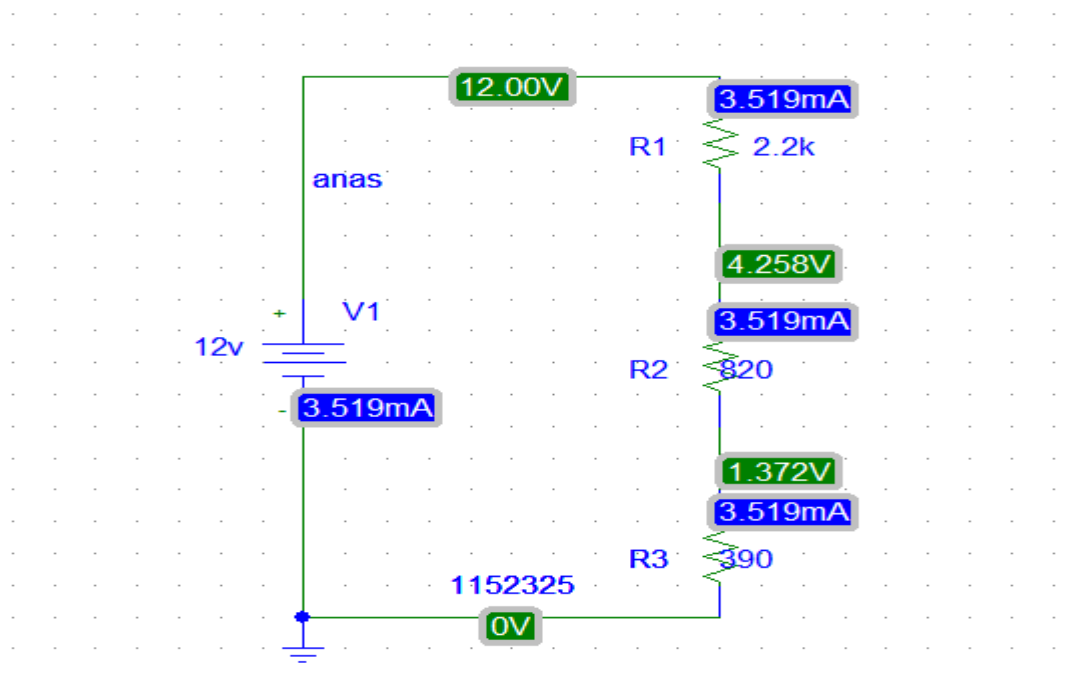 12.00V
3.519mA
R1 2.2k
anas
4.258V
+ V1
3.519mA
12v
R2 820
- 3.519mA
1.372V
3.519mA
R3 390
1152325
0V